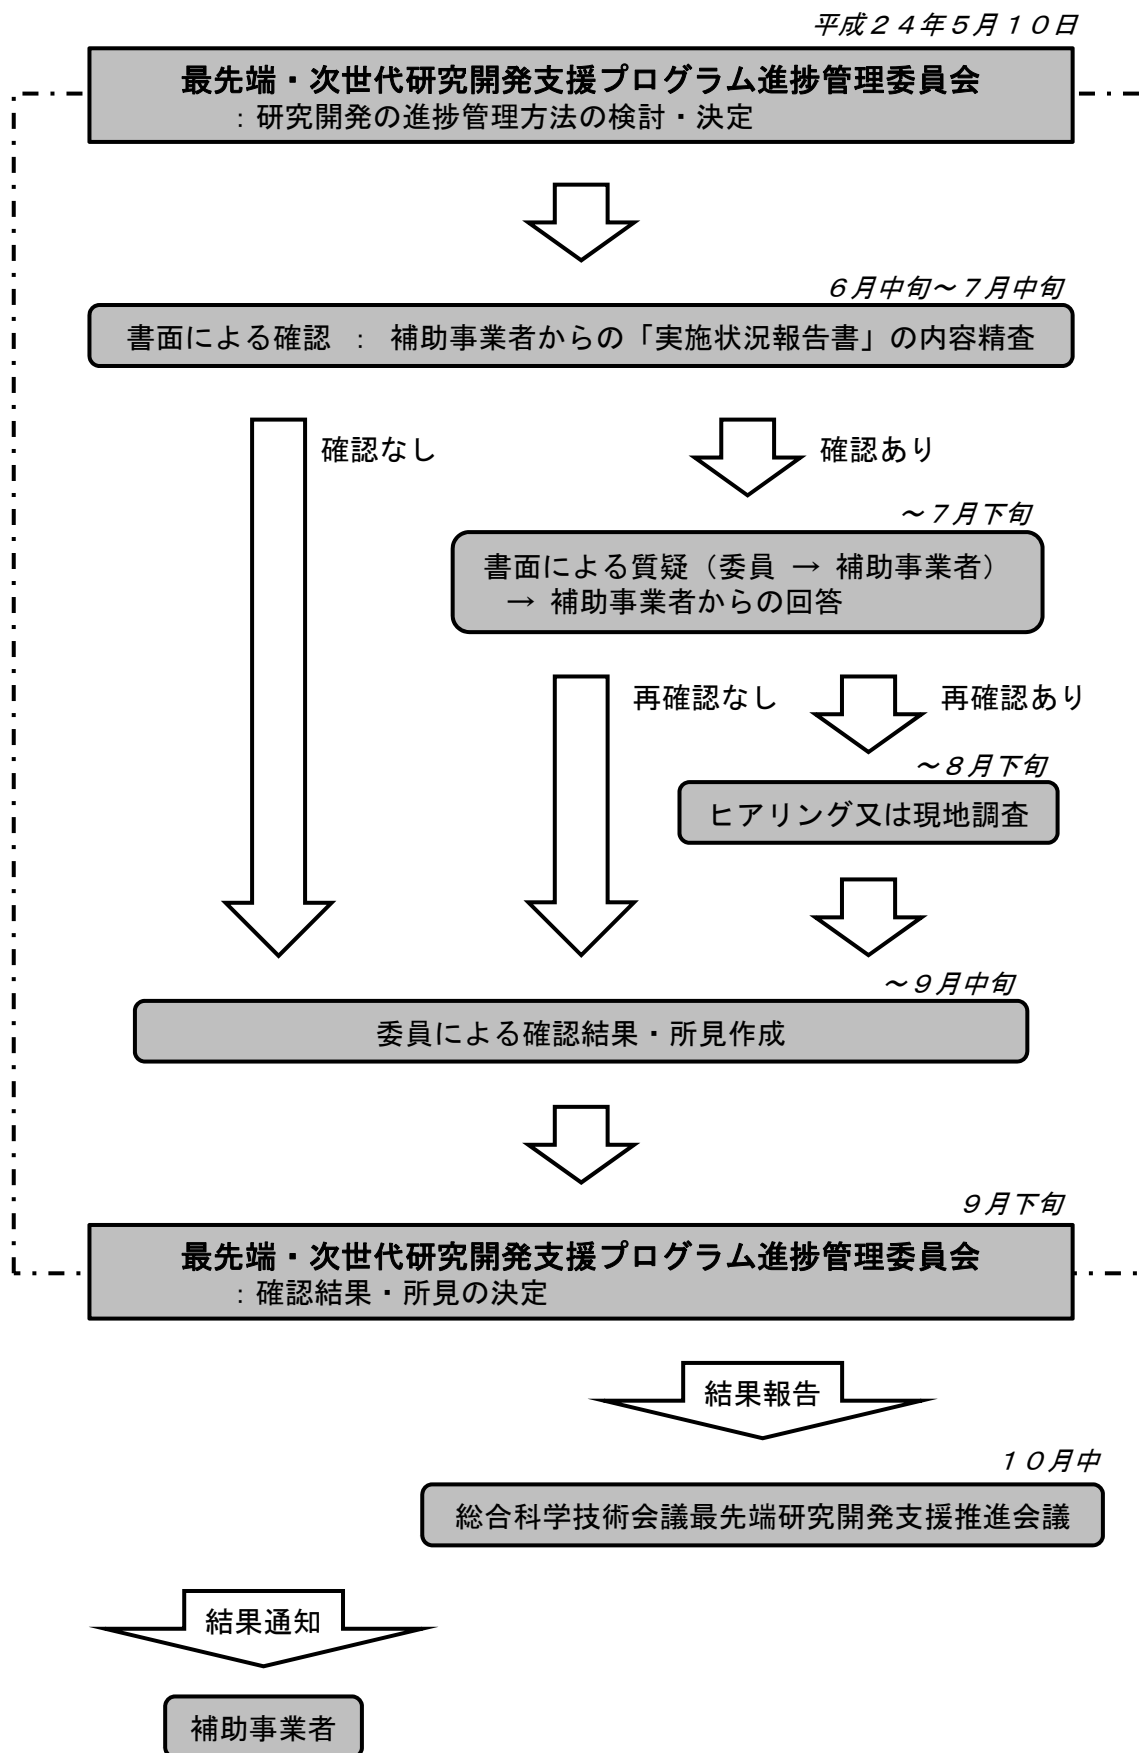 平成２４年５月１０日
最先端・次世代研究開発支援プログラム進捗管理委員会
：研究開発の進捗管理方法の検討・決定
６月中旬～７月中旬
書面による確認　：　補助事業者からの「実施状況報告書」の内容精査
確認なし
確認あり
～７月下旬
書面による質疑（委員 → 補助事業者）
→ 補助事業者からの回答
再確認なし
再確認あり
～８月下旬
ヒアリング又は現地調査
～９月中旬
委員による確認結果・所見作成
９月下旬
最先端・次世代研究開発支援プログラム進捗管理委員会
：確認結果・所見の決定
結果報告
１０月中
総合科学技術会議最先端研究開発支援推進会議
結果通知
補助事業者